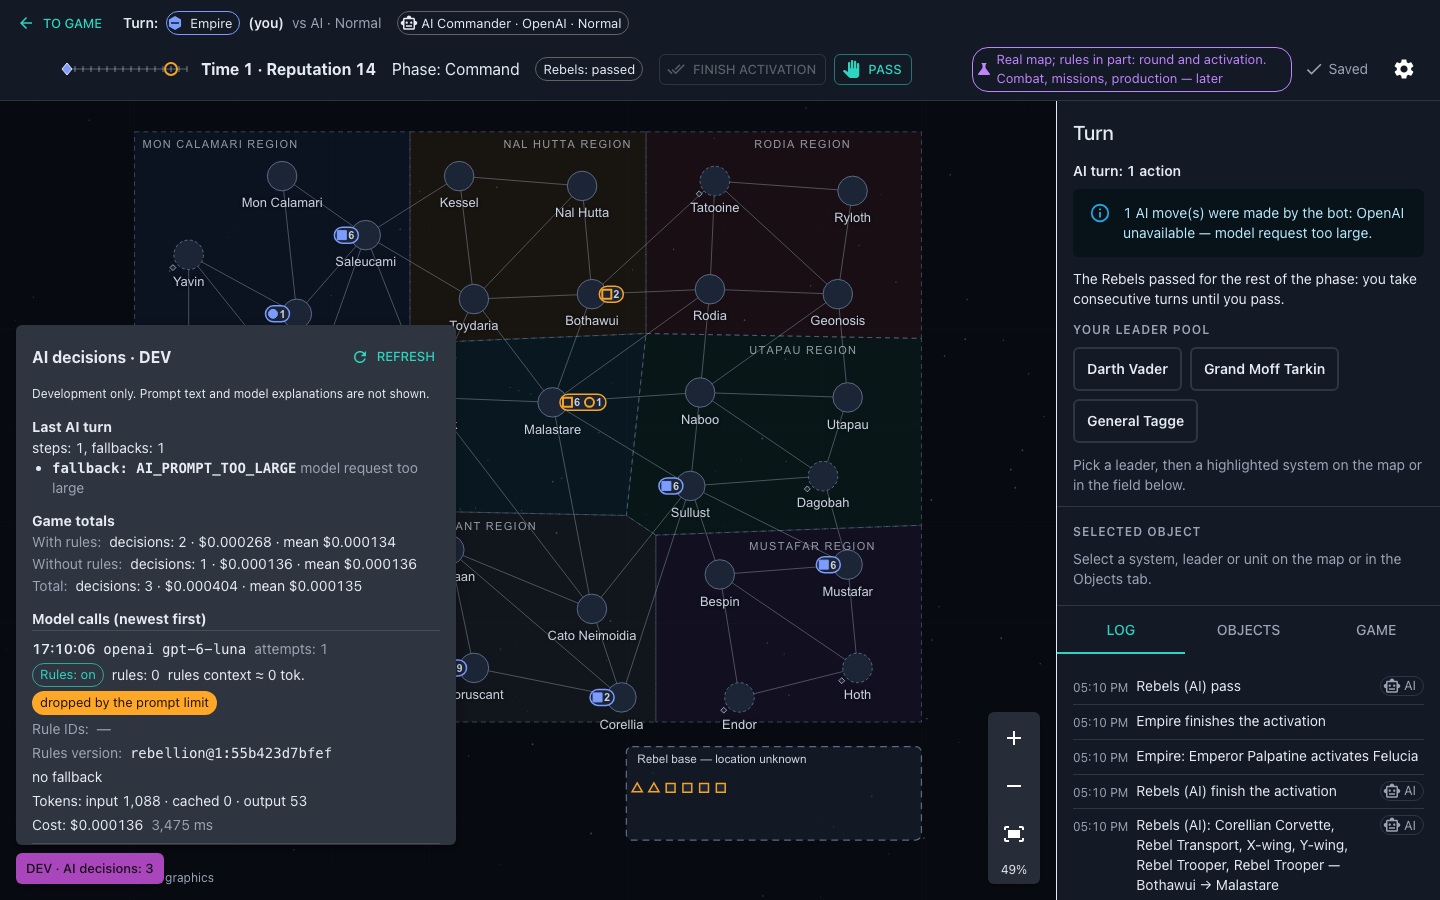 TO GAME
Turn: Empire (you) vs AI · Normal
AI Commander · OpenAI · Normal
Time 1 · Reputation 14
Phase: Command
Rebels: passed
FINISH ACTIVATION
PASS
Real map; rules in part: round and activation.
Combat, missions, production — later
Saved
MON CALAMARI REGION
NAL HUTTA REGION
RODIA REGION
Mon Calamari
Kessel
Nal Hutta
Tatooine
Ryloth
6
Saleucami
Yavin
1
Toydaria
2
Bothawui
Rodia
Geonosis
UTAPAU REGION
6 1
Malastare
Naboo
Utapau
6
Sullust
Dagobah
ANT REGION
MUSTAFAR REGION
aan
6
Mustafar
Bespin
Cato Neimoidia
9
oruscant
2
Corellia
Endor
Hoth
Rebel base — location unknown
49%
AI decisions · DEV
REFRESH
Development only. Prompt text and model explanations are not shown.
Last AI turn
steps: 1, fallbacks: 1
• fallback: AI_PROMPT_TOO_LARGE model request too
large
Game totals
With rules: decisions: 2 · $0.000268 · mean $0.000134
Without rules: decisions: 1 · $0.000136 · mean $0.000136
Total: decisions: 3 · $0.000404 · mean $0.000135
Model calls (newest first)
17:10:06 openai gpt-6-luna attempts: 1
Rules: on rules: 0 rules context ≈ 0 tok.
dropped by the prompt limit
Rule IDs: —
Rules version: rebellion@1:55b423d7bfef
no fallback
Tokens: input 1,088 · cached 0 · output 53
Cost: $0.000136 3,475 ms
DEV · AI decisions: 3
graphics
Turn
AI turn: 1 action
1 AI move(s) were made by the bot: OpenAI
unavailable — model request too large.
The Rebels passed for the rest of the phase: you take
consecutive turns until you pass.
YOUR LEADER POOL
Darth Vader
Grand Moff Tarkin
General Tagge
Pick a leader, then a highlighted system on the map or
in the field below.
SELECTED OBJECT
Select a system, leader or unit on the map or in the
Objects tab.
LOG
OBJECTS
GAME
05:10 PM Rebels (AI) pass AI
05:10 PM Empire finishes the activation
05:10 PM Empire: Emperor Palpatine activates Felucia
05:10 PM Rebels (AI) finish the activation AI
05:10 PM Rebels (AI): Corellian Corvette, AI
Rebel Transport, X-wing, Y-wing,
Rebel Trooper, Rebel Trooper —
Bothawui → Malastare